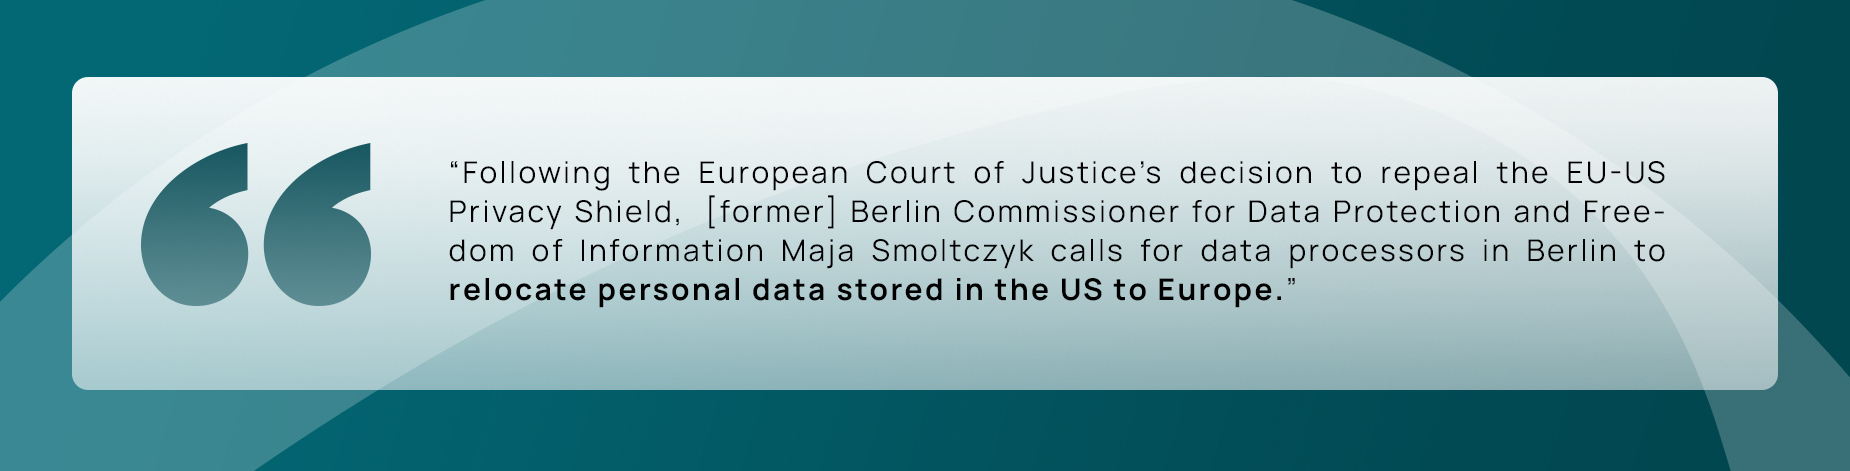 “Following the European Court of Justice’s decision to repeal the EU-US
Privacy Shield,  [former] Berlin Commissioner for Data Protection and Free-
dom of Information Maja Smoltczyk calls for data processors in Berlin to
relocate personal data stored in the US to Europe.”